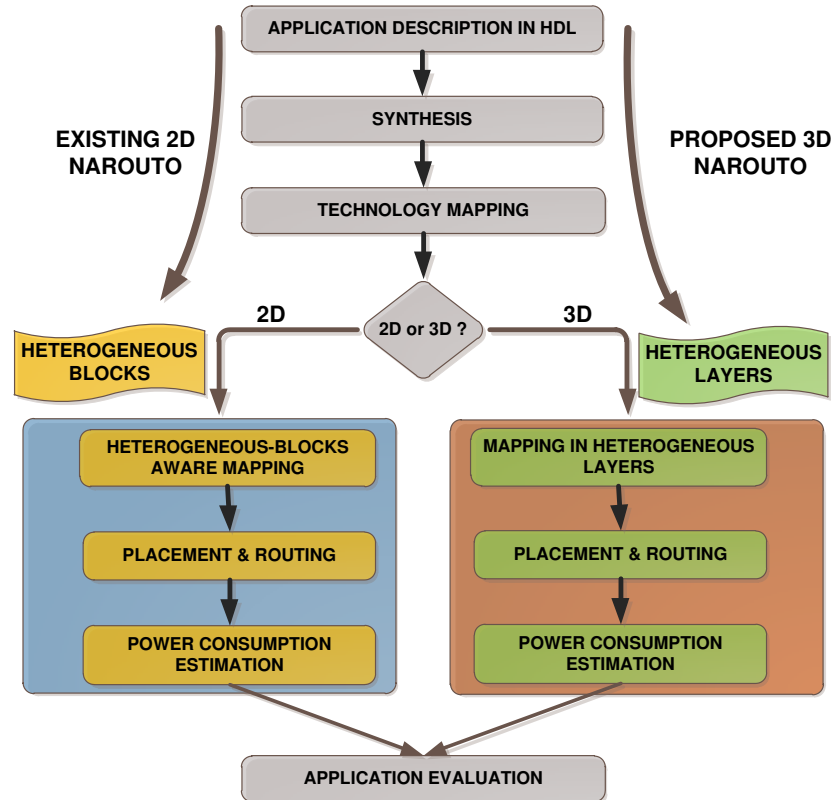 APPLICATION DESCRIPTION IN HDL
SYNTHESIS
EXISTING 2D
NAROUTO
PROPOSED 3D
NAROUTO
TECHNOLOGY MAPPING
2D
2D or 3D ?
3D
HETEROGENEOUS
BLOCKS
HETEROGENEOUS
LAYERS
HETEROGENEOUS-BLOCKS
AWARE MAPPING
PLACEMENT & ROUTING
POWER CONSUMPTION
ESTIMATION
MAPPING IN HETEROGENEOUS
LAYERS
PLACEMENT & ROUTING
POWER CONSUMPTION
ESTIMATION
APPLICATION EVALUATION